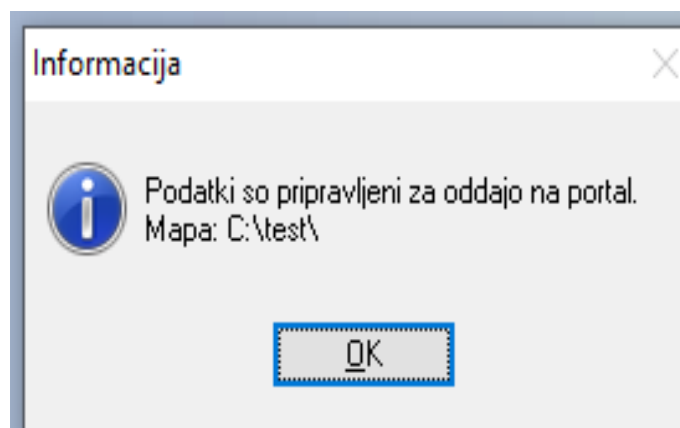 Informacija
Podatki so pripravljeni za oddajo na portal.
Mapa: C:\test\
OK